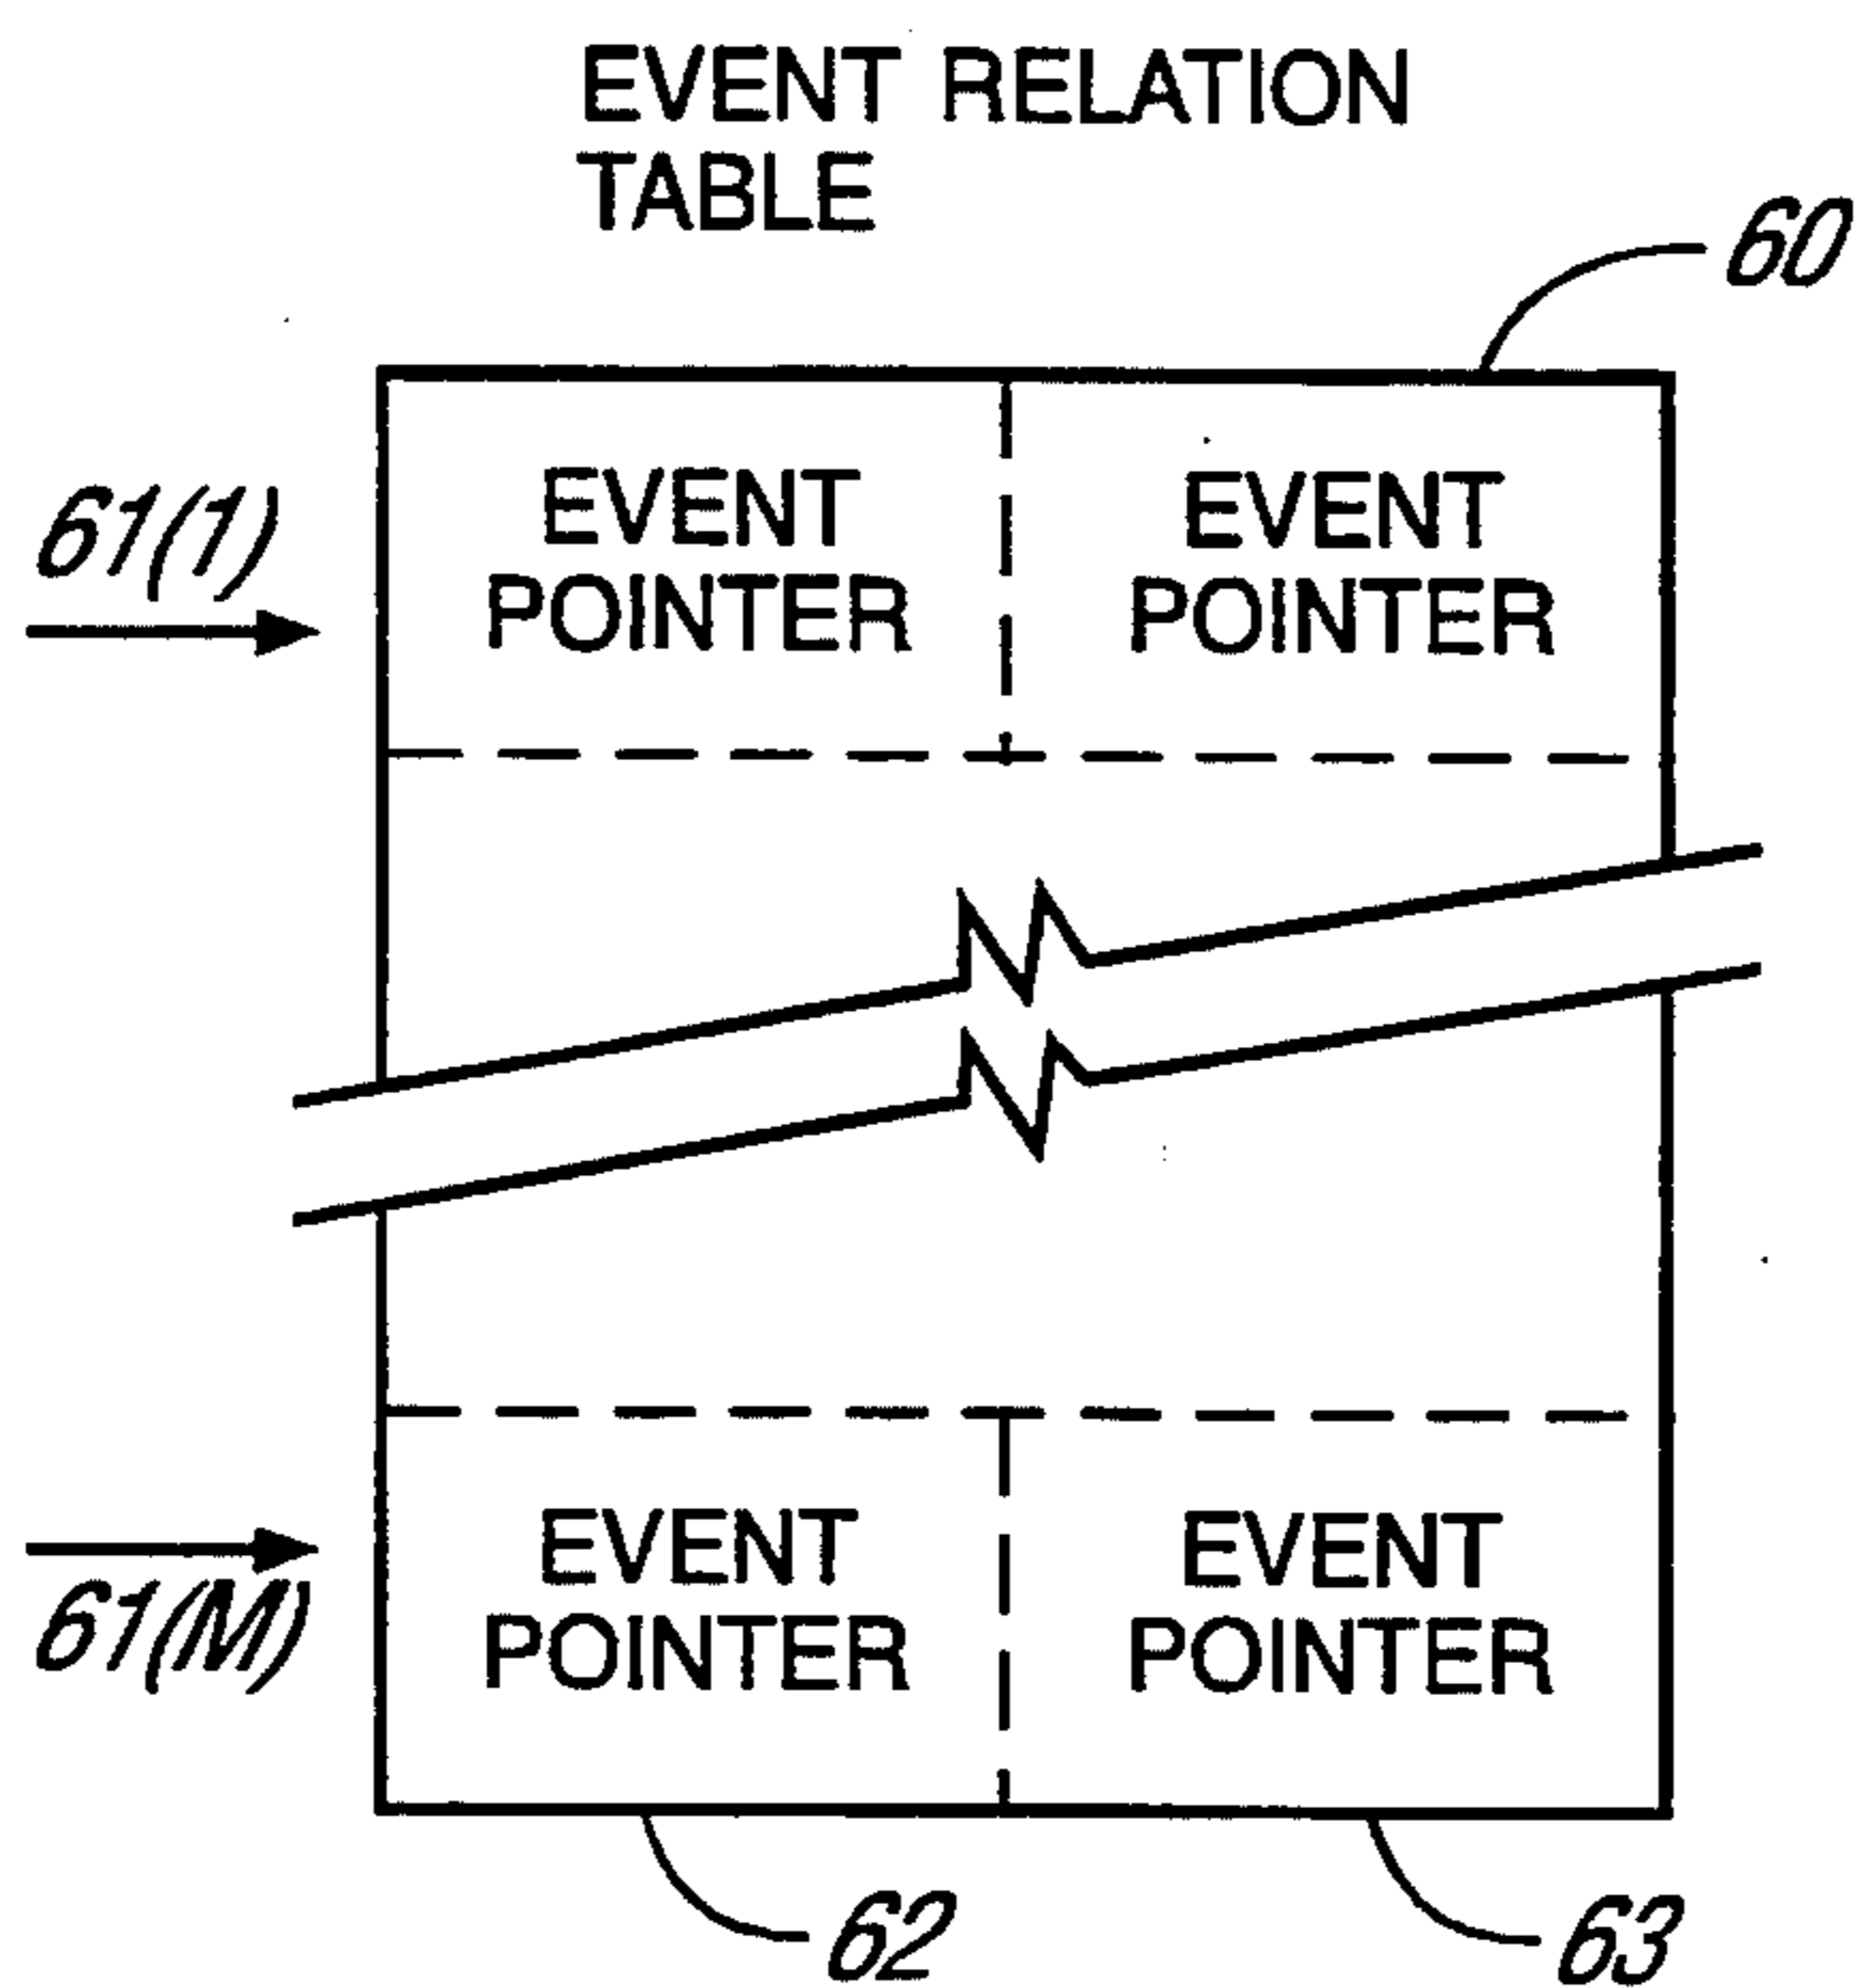 EVENT RELATION
TABLE
60
61(1)
EVENT
POINTER
EVENT
POINTER
61(M)
EVENT
POINTER
EVENT
POINTER
62
63